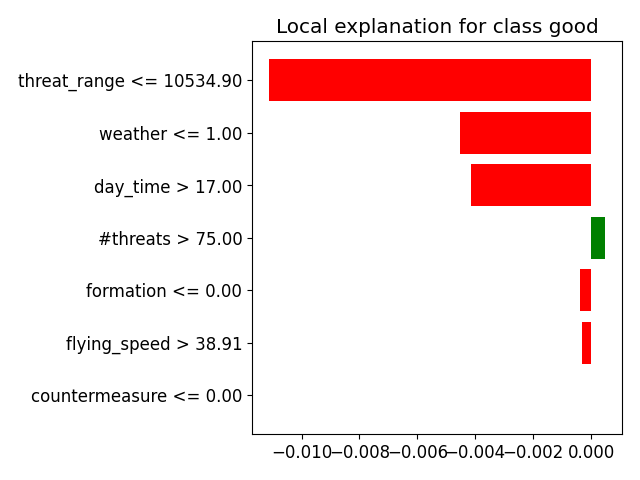 Local explanation for class good
threat_range <= 10534.90
weather <= 1.00
day_time > 17.00
#threats > 75.00
formation <= 0.00
flying_speed > 38.91
countermeasure <= 0.00
−0.010−0.008−0.006−0.004−0.002 0.000